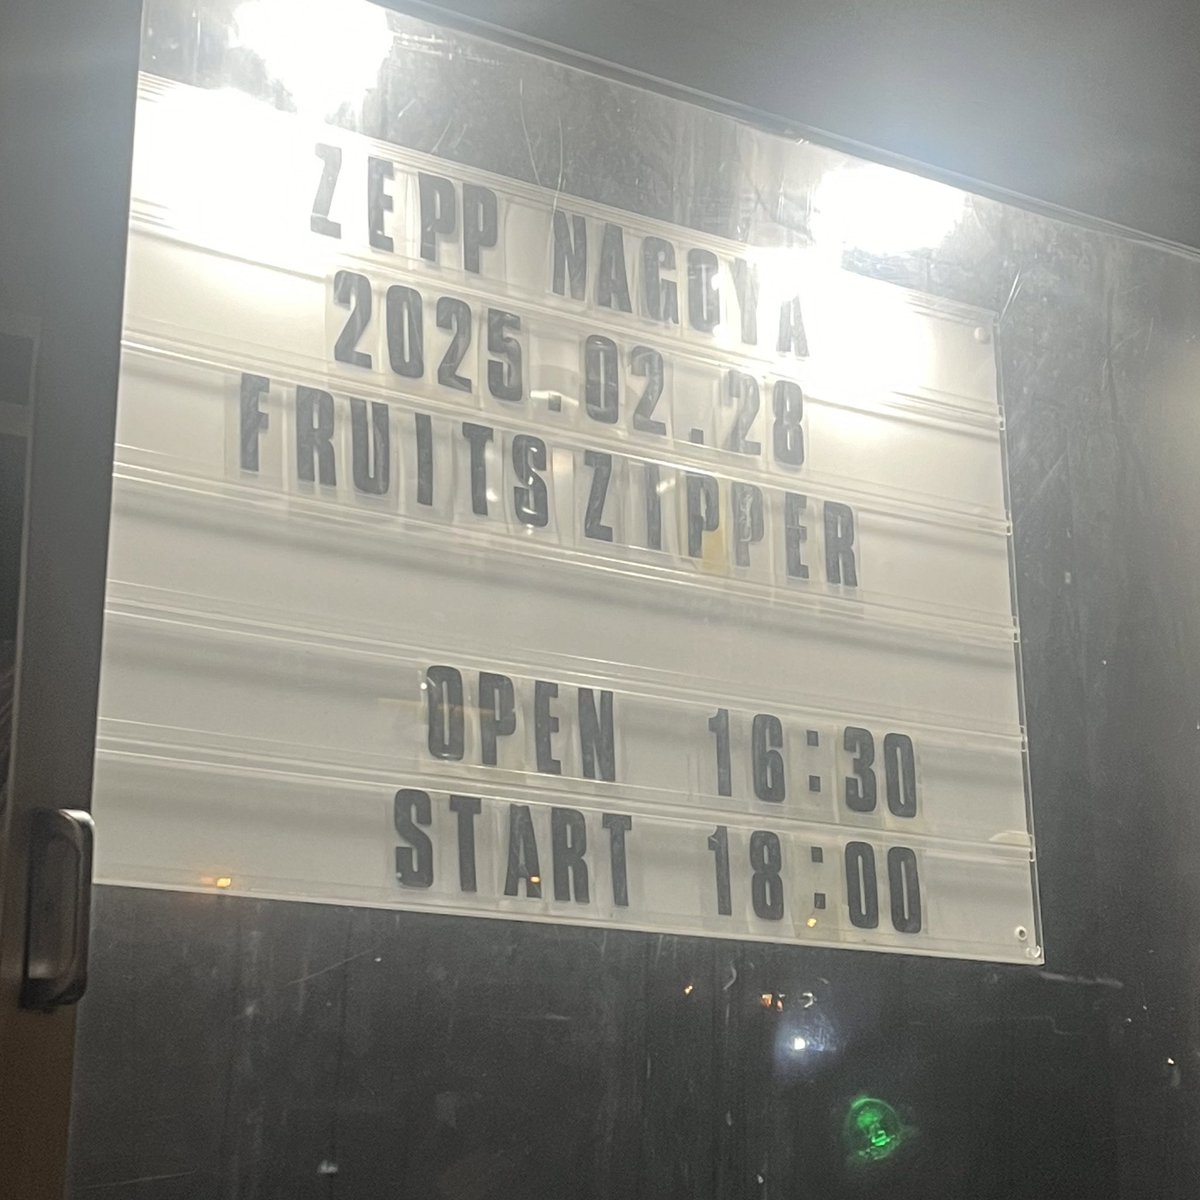 ZEPP NAGOYA
2025.02.28
FRUITS ZIPPER
OPEN 16:30
START 18:00